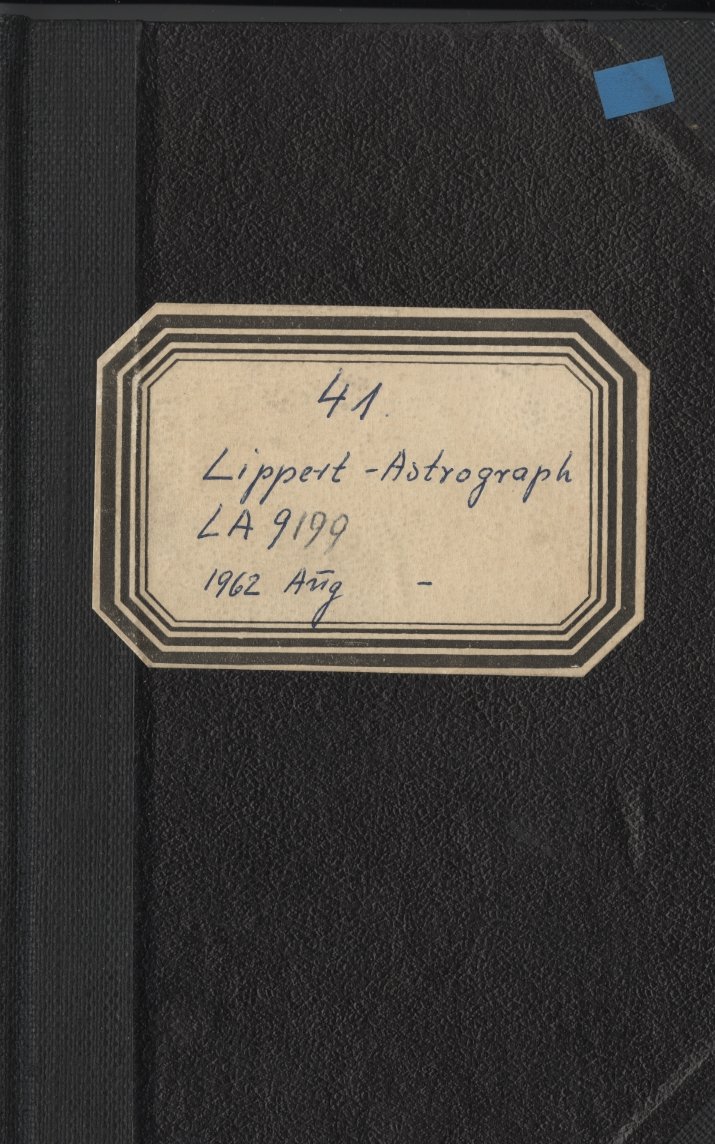 41.
Lippert-Astrograph
LA 9199
1962 Aug -